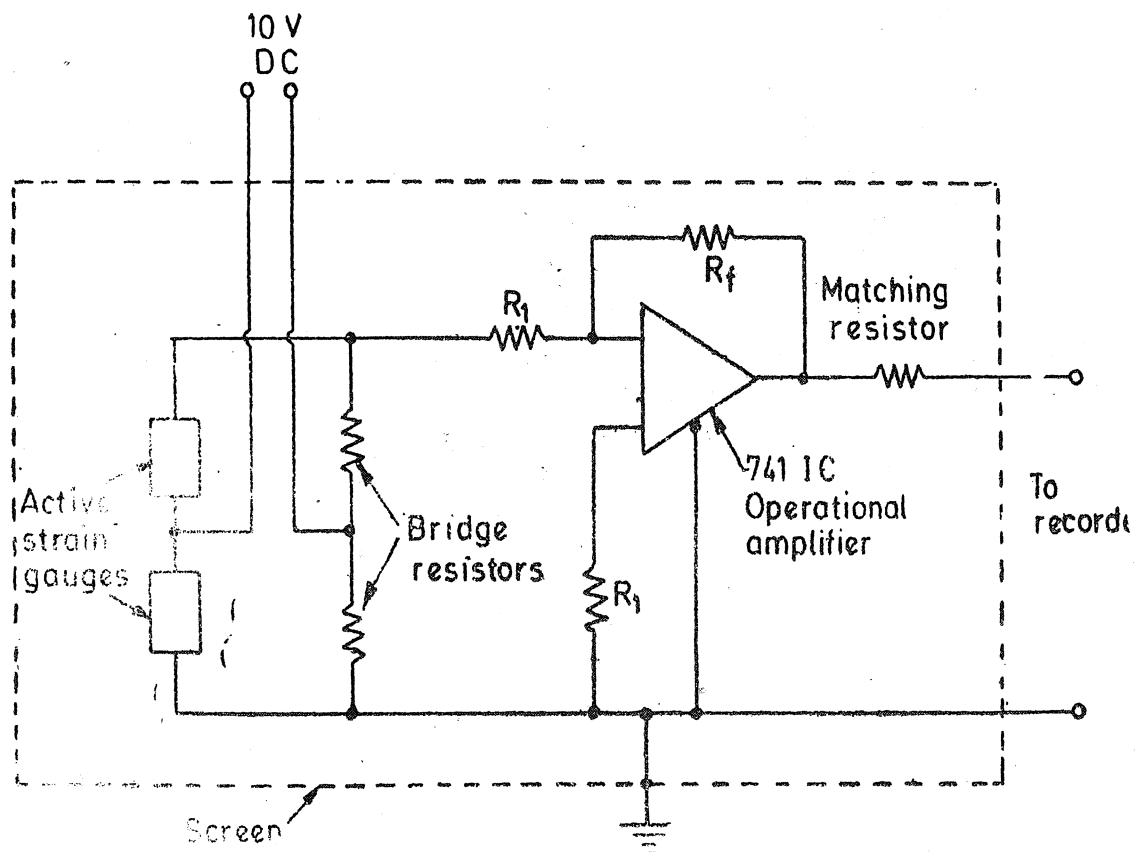 10 V
DC
R1
Rf
Matching
resistor
741 IC
Operational
amplifier
To
Active
strain
gauges
Bridge
resistors
R1
Screen